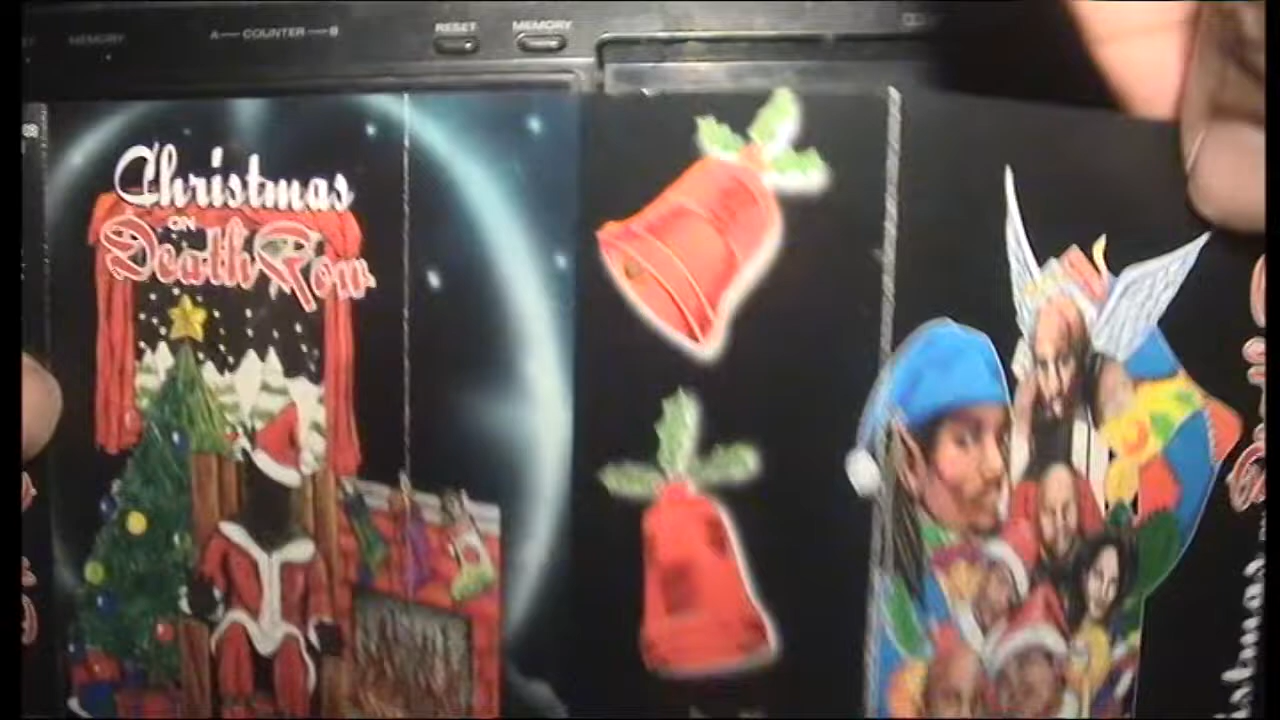 MEMORY
A — COUNTER — B
RESET
MEMORY
Christmas
ON
Death Row